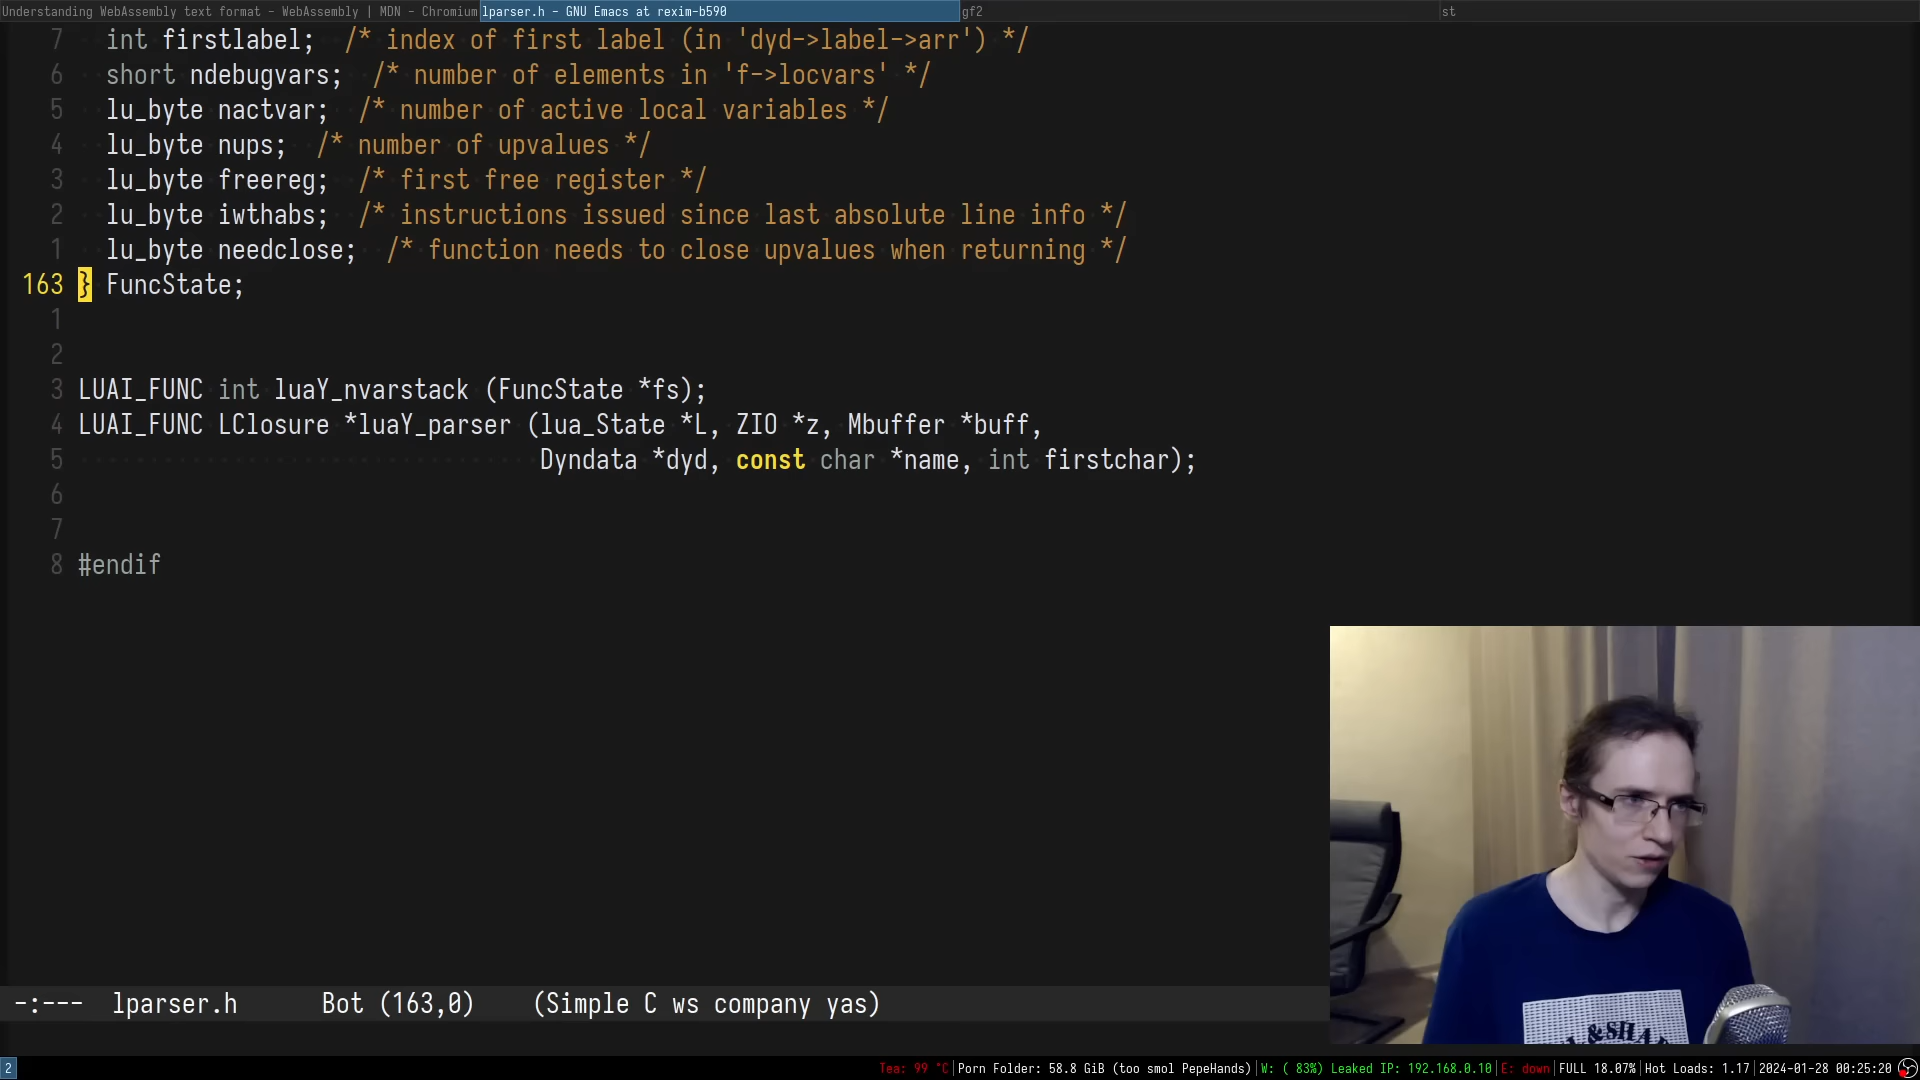 Understanding WebAssembly text format - WebAssembly | MDN - Chromium lparser.h - GNU Emacs at rexim-b590 gf2 st
7 int firstlabel;  /* index of first label (in 'dyd->label->arr') */
6 short ndebugvars;  /* number of elements in 'f->locvars' */
5 lu_byte nactvar;  /* number of active local variables */
4 lu_byte nups;  /* number of upvalues */
3 lu_byte freereg;  /* first free register */
2 lu_byte iwthabs;  /* instructions issued since last absolute line info */
1 lu_byte needclose;  /* function needs to close upvalues when returning */
163 } FuncState;
1
2
3 LUAI_FUNC int luaY_nvarstack (FuncState *fs);
4 LUAI_FUNC LClosure *luaY_parser (lua_State *L, ZIO *z, Mbuffer *buff,
5 Dyndata *dyd, const char *name, int firstchar);
6
7
8 #endif
&SHA
-:---  lparser.h      Bot (163,0)    (Simple C ws company yas)
2 Tea: 99 °C|Porn Folder: 58.8 GiB (too smol PepeHands)|W: ( 83%) Leaked IP: 192.168.0.10|E: down|FULL 18.07%|Hot Loads: 1.17|2024-01-28 00:25:20